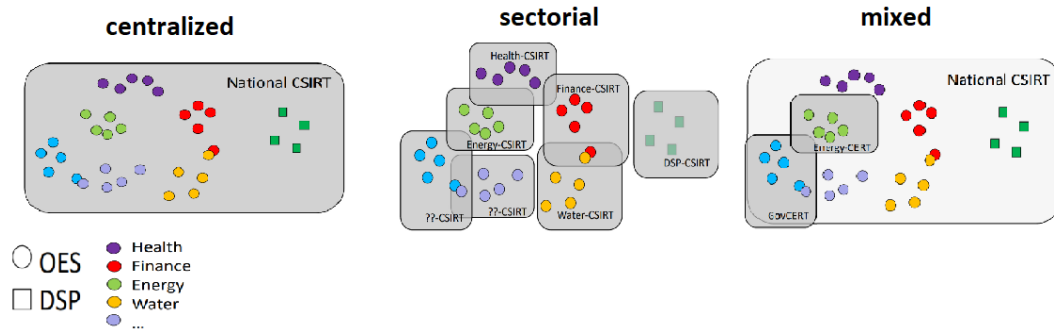 centralized
National CSIRT
sectorial
Health-CSIRT
Finance-CSIRT
Energy-CSIRT
DSP-CSIRT
??-CSIRT
??-CSIRT
Water-CSIRT
mixed
National CSIRT
Energy-CERT
GovCERT
OES
DSP
Health
Finance
Energy
Water
...